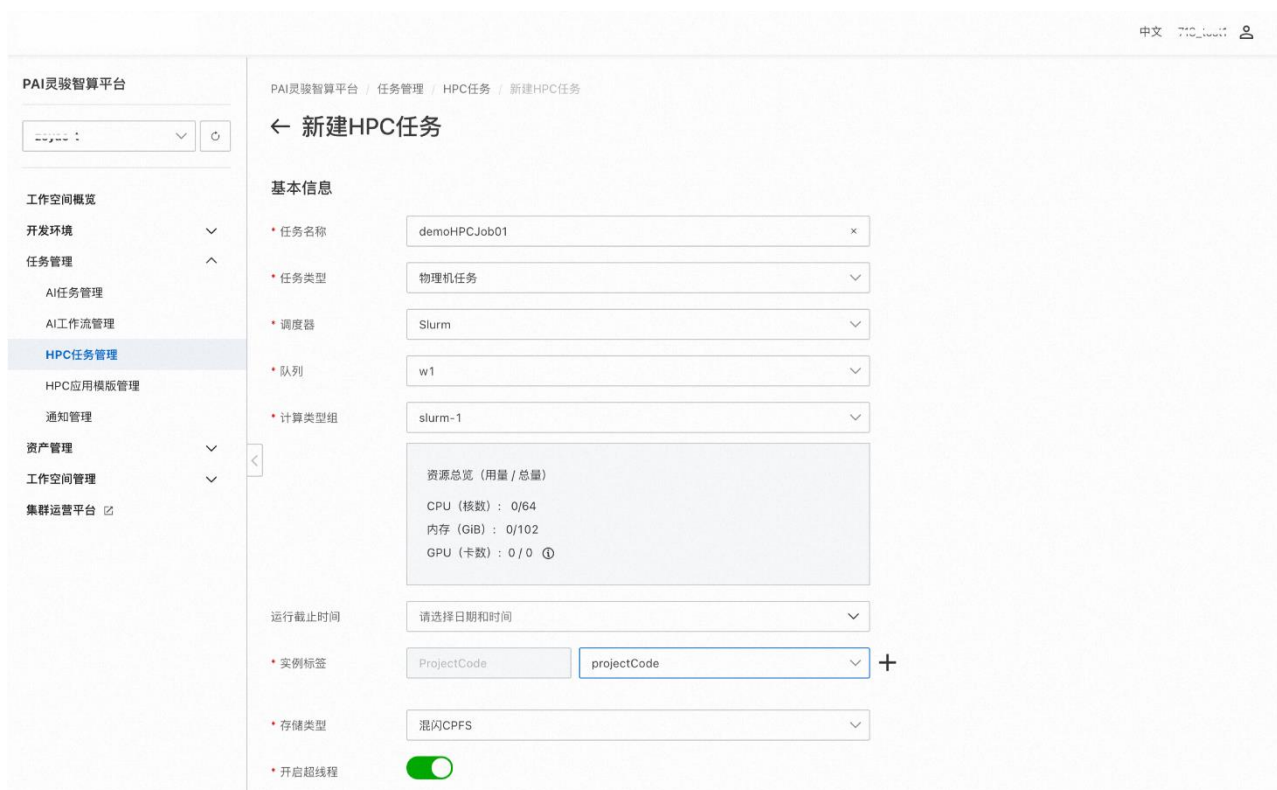 中文
PAI灵骏智算平台
PAI灵骏智算平台 / 任务管理 / HPC任务 / 新建HPC任务
← 新建HPC任务
工作空间概览
开发环境
任务管理
AI任务管理
AI工作流管理
HPC任务管理
HPC应用模版管理
通知管理
资产管理
工作空间管理
集群运营平台
基本信息
* 任务名称 demoHPCJob01 ×
* 任务类型 物理机任务
* 调度器 Slurm
* 队列 w1
* 计算类型组 slurm-1
资源总览（用量 / 总量）
CPU（核数）: 0/64
内存（GiB）: 0/102
GPU（卡数）: 0 / 0
运行截止时间 请选择日期和时间
* 实例标签 ProjectCode projectCode +
* 存储类型 混闪CPFS
* 开启超线程